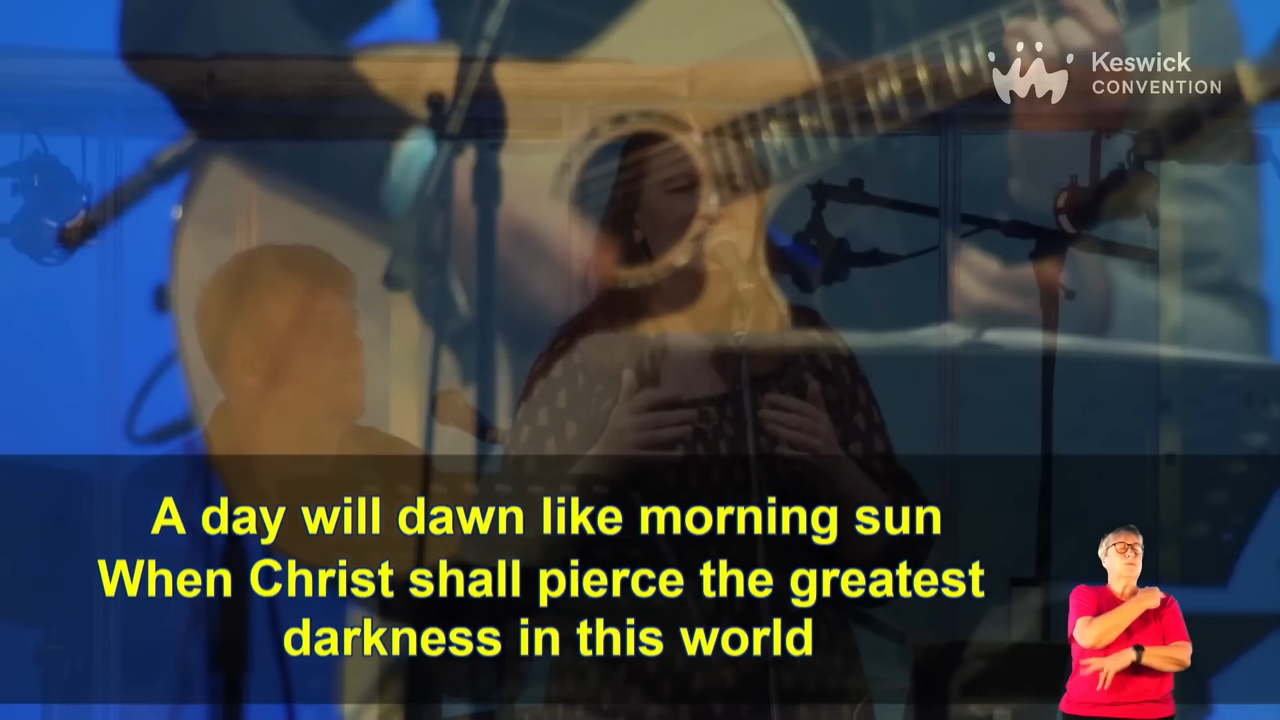 Keswick
CONVENTION
A day will dawn like morning sun
When Christ shall pierce the greatest
darkness in this world